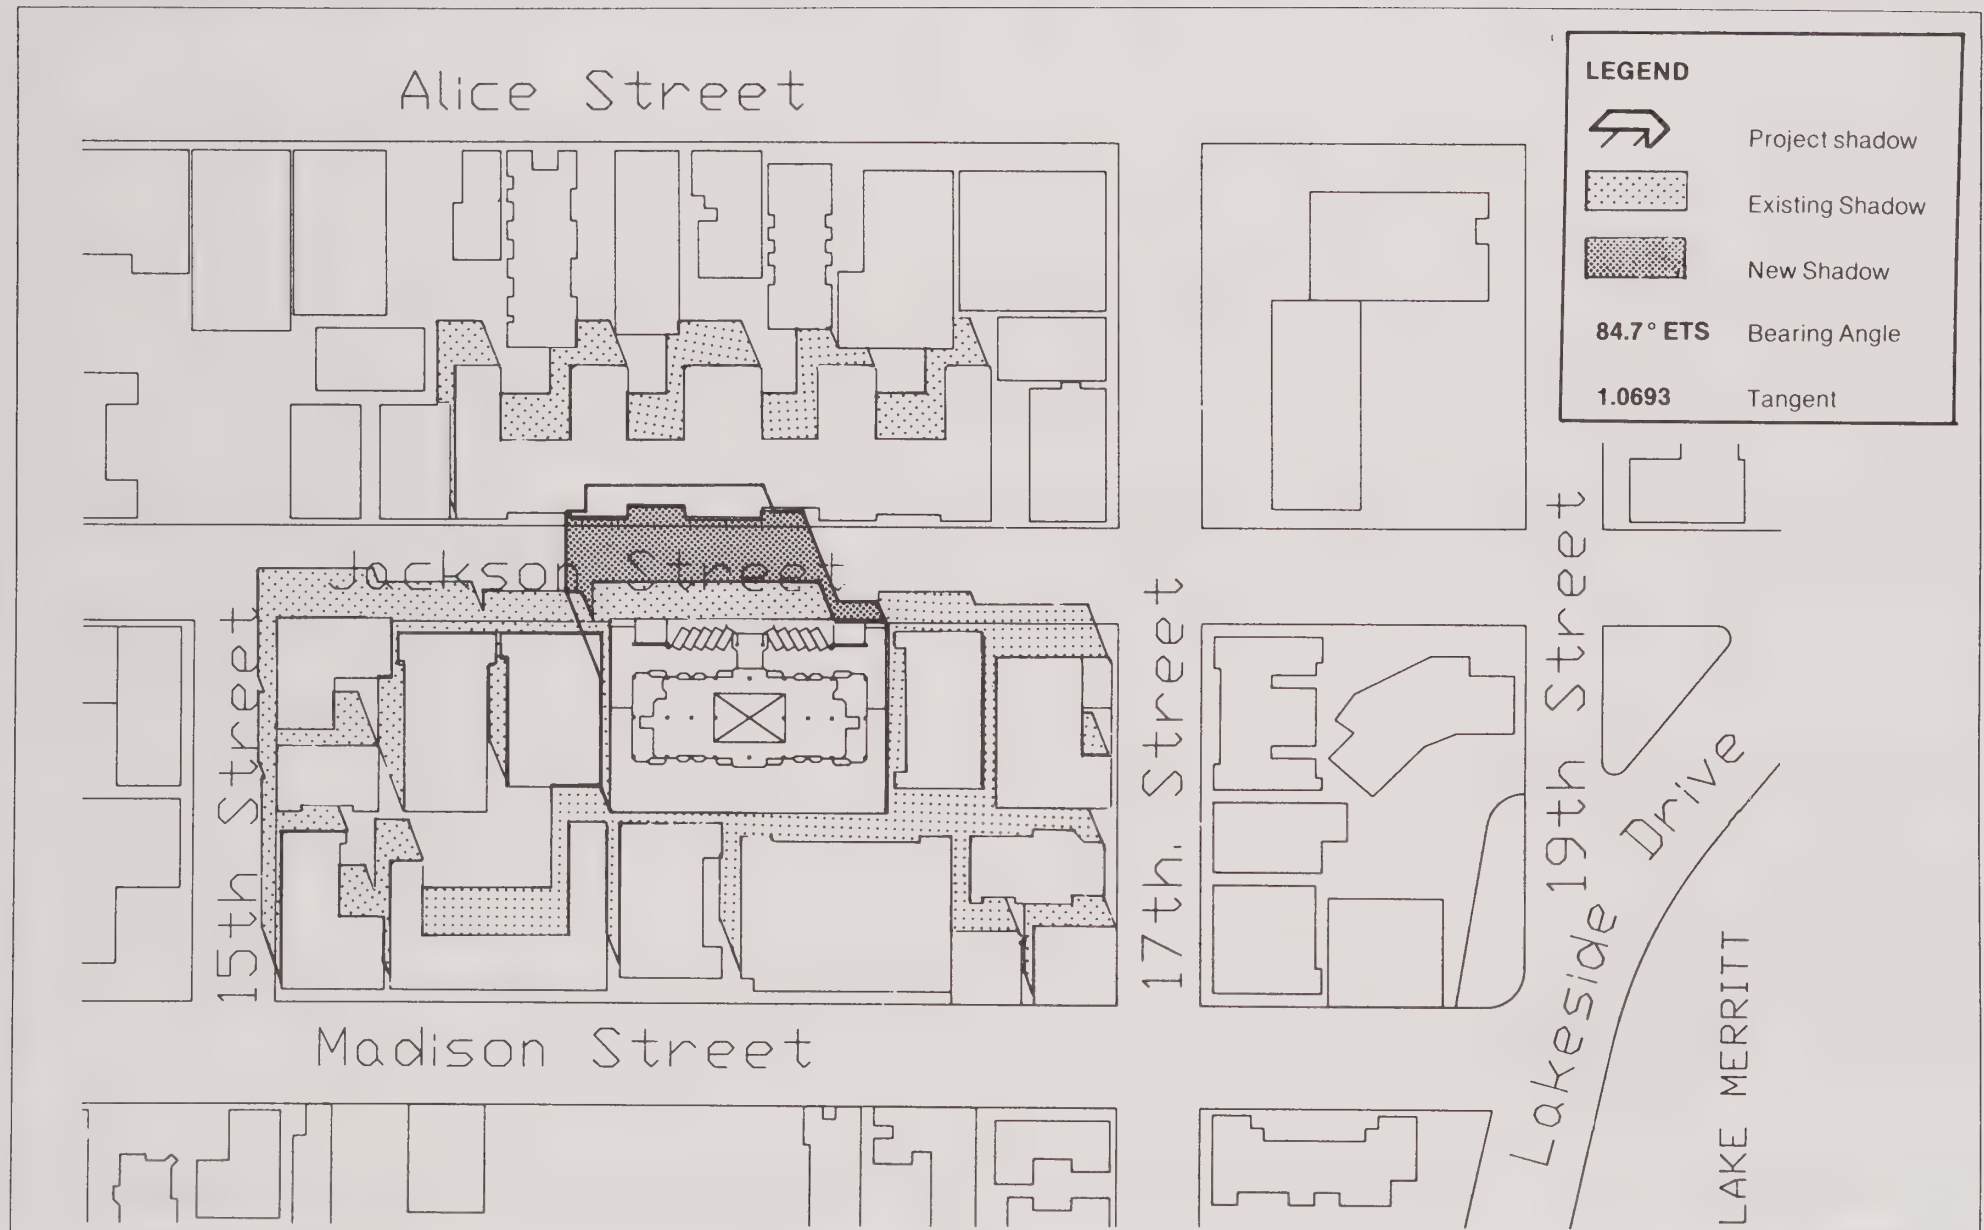 Alice Street
LEGEND
Project shadow
Existing Shadow
New Shadow
84.7° ETS Bearing Angle
1.0693 Tangent
Jackson Street
15th Street
17th. Street
19th Street
Lakeside Drive
Madison Street
LAKE MERRITT